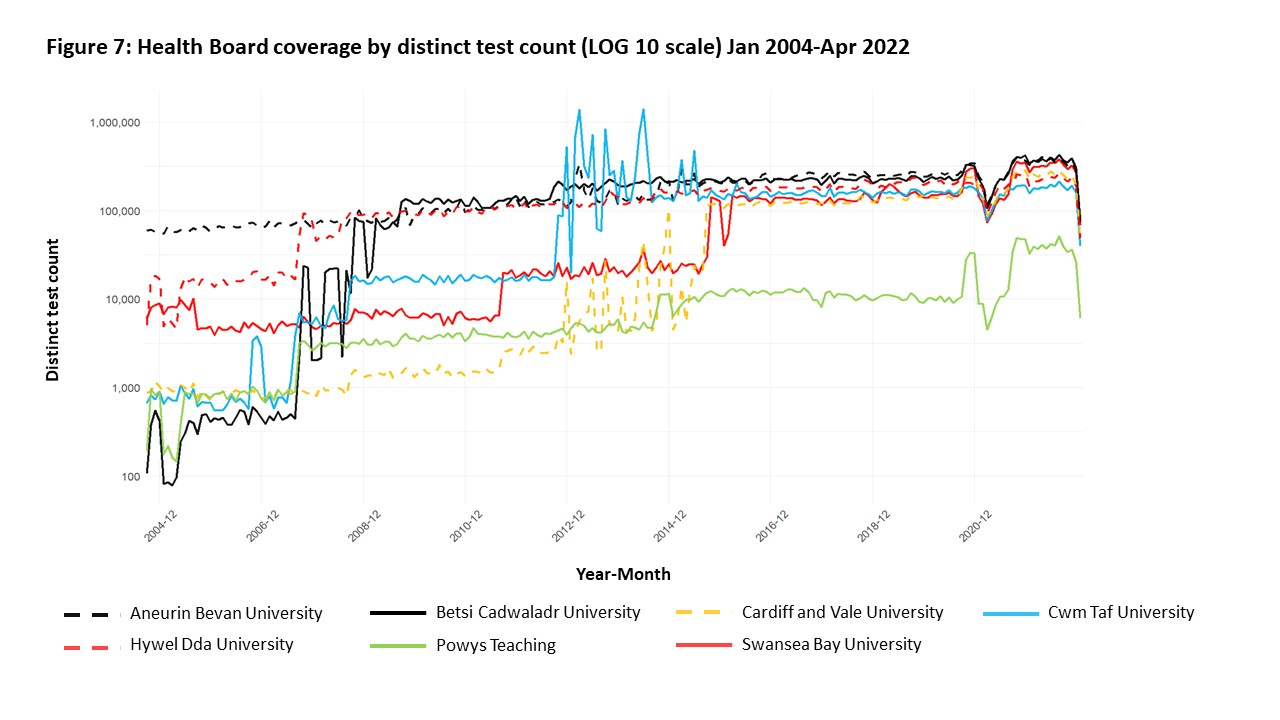 Figure 7: Health Board coverage by distinct test count (LOG 10 scale) Jan 2004-Apr 2022
1,000,000
100,000
10,000
1,000
100
Distinct test count
2004-12
2006-12
2008-12
2010-12
2012-12
2014-12
2016-12
2018-12
2020-12
Year-Month
Aneurin Bevan University
Betsi Cadwaladr University
Cardiff and Vale University
Cwm Taf University
Hywel Dda University
Powys Teaching
Swansea Bay University